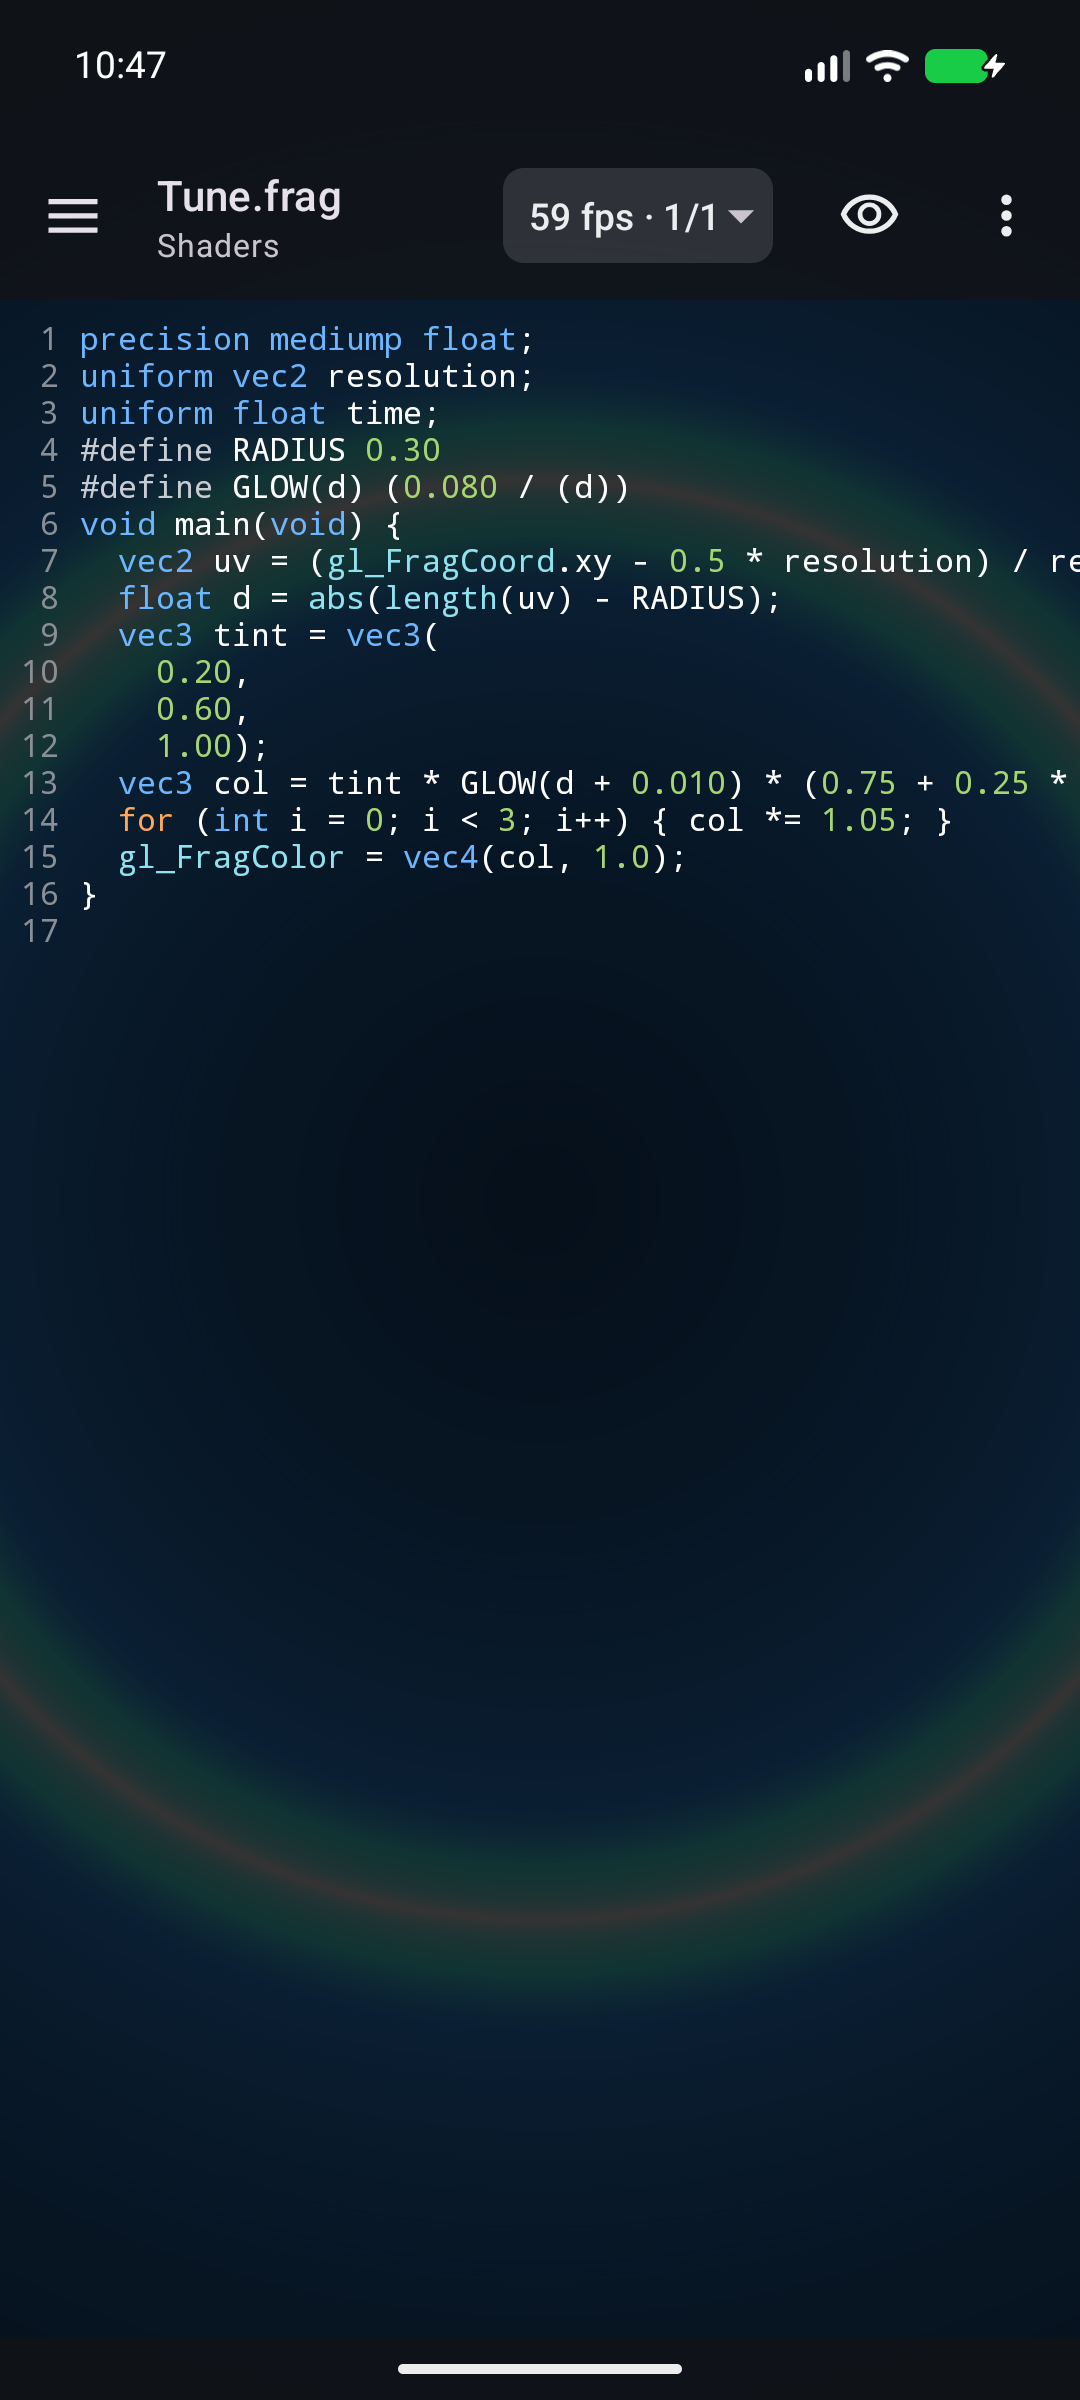 10:47
Tune.frag
Shaders
59 fps · 1/1
1 precision mediump float;
2 uniform vec2 resolution;
3 uniform float time;
4 #define RADIUS 0.30
5 #define GLOW(d) (0.080 / (d))
6 void main(void) {
7   vec2 uv = (gl_FragCoord.xy - 0.5 * resolution) / re
8   float d = abs(length(uv) - RADIUS);
9   vec3 tint = vec3(
10     0.20,
11     0.60,
12     1.00);
13   vec3 col = tint * GLOW(d + 0.010) * (0.75 + 0.25 *
14   for (int i = 0; i < 3; i++) { col *= 1.05; }
15   gl_FragColor = vec4(col, 1.0);
16 }
17